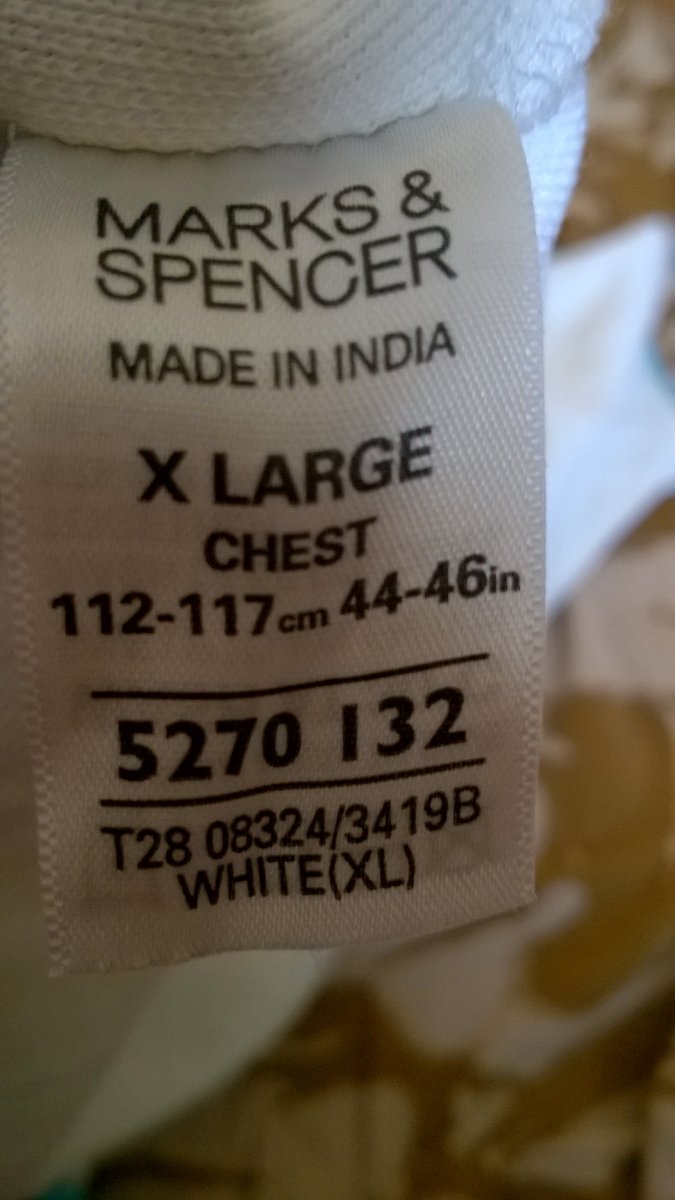 MARKS &
SPENCER
MADE IN INDIA
X LARGE
CHEST
112-117cm 44-46in
5270 132
T28 08324/3419B
WHITE(XL)